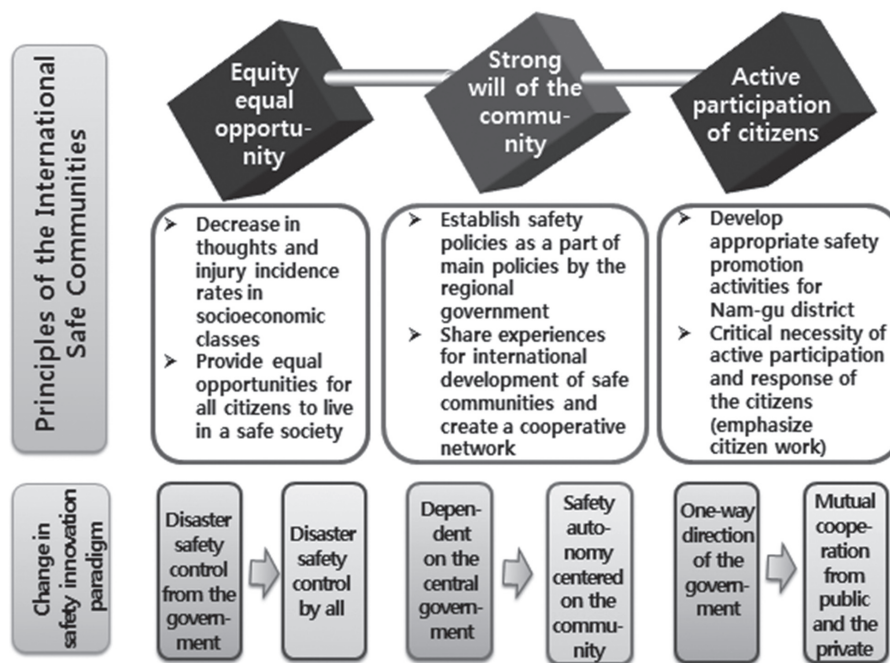 Principles of the International
Safe Communities
Equity
equal
opportu-
nity
Strong
will of the
commu-
nity
Active
participation
of citizens
➢ Decrease in
thoughts and
injury incidence
rates in
socioeconomic
classes
➢ Provide equal
opportunities for
all citizens to live
in a safe society
➢ Establish safety
policies as a part of
main policies by the
regional
government
➢ Share experiences
for international
development of safe
communities and
create a cooperative
network
➢ Develop
appropriate safety
promotion
activities for
Nam-gu district
➢ Critical necessity of
active participation
and response of
the citizens
(emphasize
citizen work)
Change in
safety innovation
paradigm
Disaster
safety
control
from the
govern-
ment
Disaster
safety
control
by all
Depen-
dent
on the
central
govern-
ment
Safety
auto-
nomy
centered
on the
commu-
nity
One-way
direction
of the
govern-
ment
Mutual
coope-
ration
from
public
and the
private